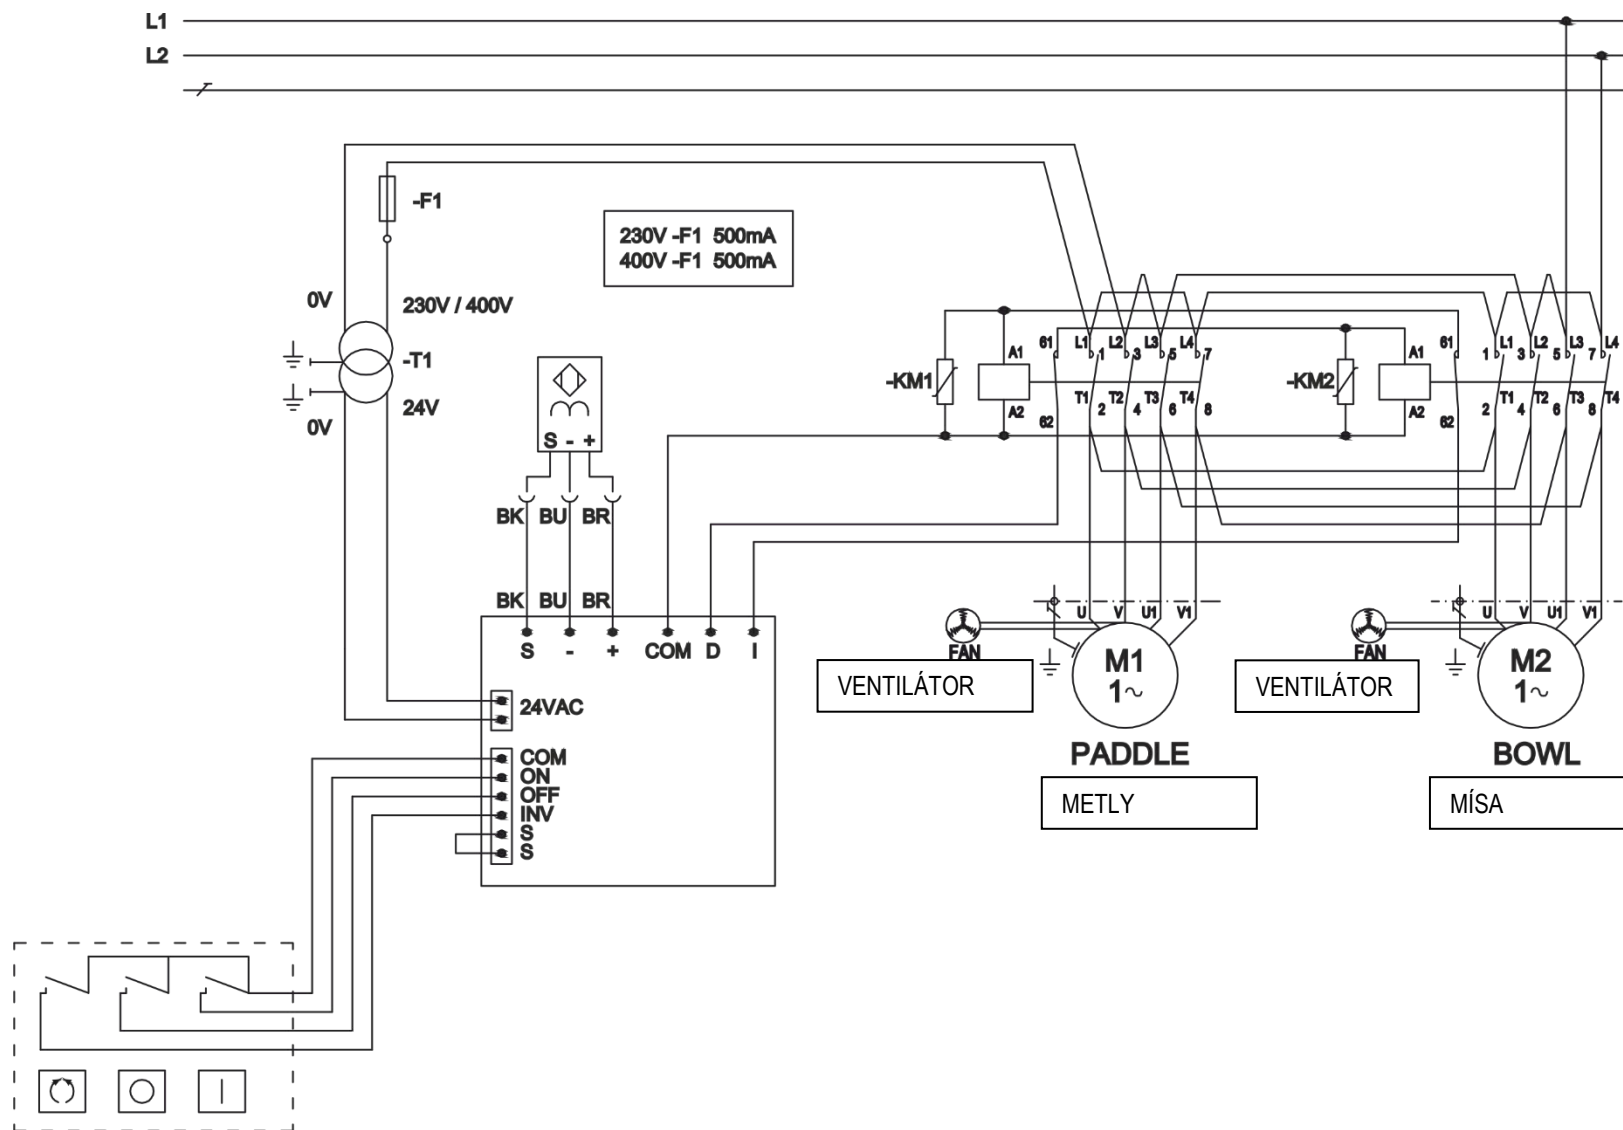 L1
L2
-F1
230V -F1 500mA
400V -F1 500mA
0V
230V / 400V
-T1
24V
0V
S - +
BK BU BR
BK BU BR
S - + COM D I
24VAC
COM
ON
OFF
INV
S
S
-KM1
A1
A2
61
62
L1 L2 L3 L4
1 3 5 7
T1 T2 T3 T4
2 4 6 8
-KM2
A1
A2
61
62
L1 L2 L3 L4
1 3 5 7
T1 T2 T3 T4
2 4 6 8
U V U1 V1
FAN
VENTILÁTOR
M1
1~
PADDLE
METLY
U V U1 V1
FAN
VENTILÁTOR
M2
1~
BOWL
MÍSA